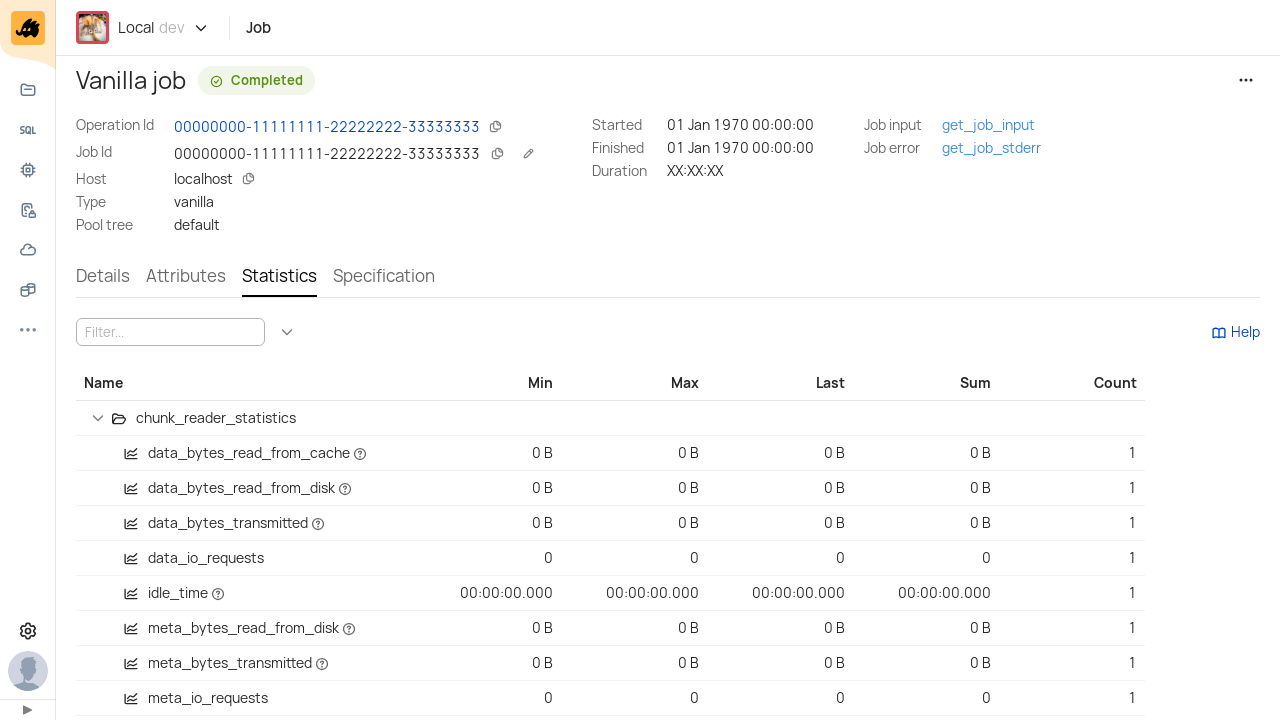 Local dev
Job
Vanilla job
Completed
Operation Id 00000000-11111111-22222222-33333333
Job Id 00000000-11111111-22222222-33333333
Host localhost
Type vanilla
Pool tree default
Started 01 Jan 1970 00:00:00
Finished 01 Jan 1970 00:00:00
Duration XX:XX:XX
Job input get_job_input
Job error get_job_stderr
SQL
Details Attributes Statistics Specification
Filter...
Help
Name Min Max Last Sum Count
chunk_reader_statistics
data_bytes_read_from_cache 0 B 0 B 0 B 0 B 1
data_bytes_read_from_disk 0 B 0 B 0 B 0 B 1
data_bytes_transmitted 0 B 0 B 0 B 0 B 1
data_io_requests 0 0 0 0 1
idle_time 00:00:00.000 00:00:00.000 00:00:00.000 00:00:00.000 1
meta_bytes_read_from_disk 0 B 0 B 0 B 0 B 1
meta_bytes_transmitted 0 B 0 B 0 B 0 B 1
meta_io_requests 0 0 0 0 1